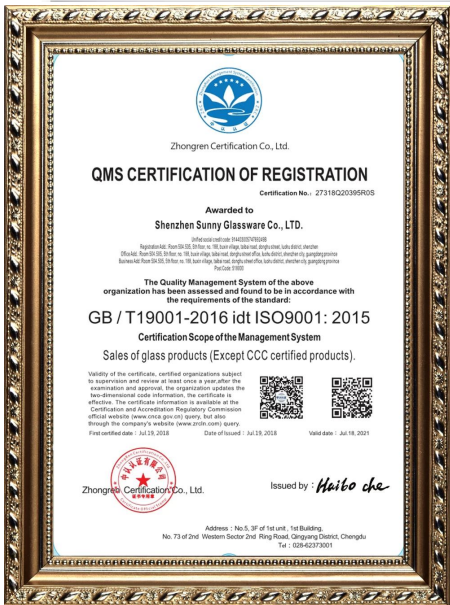 Zhongren Certification Co., Ltd.
QMS CERTIFICATION OF REGISTRATION
Certification No.: 27318Q20395R0S
Awarded to
Shenzhen Sunny Glassware Co., LTD.
The Quality Management System of the above
organization has been assessed and found to be in accordance with
the requirements of the standard:
GB / T19001-2016 idt ISO9001: 2015
Certification Scope of the Management System
Sales of glass products (Except CCC certified products).
Validity of the certificate, certified organizations subject
to supervision and review at least once a year,after the
examination and approval, the organization updates the
two-dimensional code information, the certificate is
effective. The certificate information is available at the
Certification and Accreditation Regulatory Commission
official website (www.cnca.gov.cn) query, but also
through the company's website (www.zrclin.com) query.
First certified date : Jul.19, 2018 Date of Issued : Jul.19, 2018 Valid date : Jul.18, 2021
Zhongren Certification Co., Ltd.
证书专用章
Issued by : Haibo che
Address : No.5, 3F of 1st unit , 1st Building,
No. 73 of 2nd Western Sector 2nd Ring Road, Qingyang District, Chengdu
Tel : 028-62373001